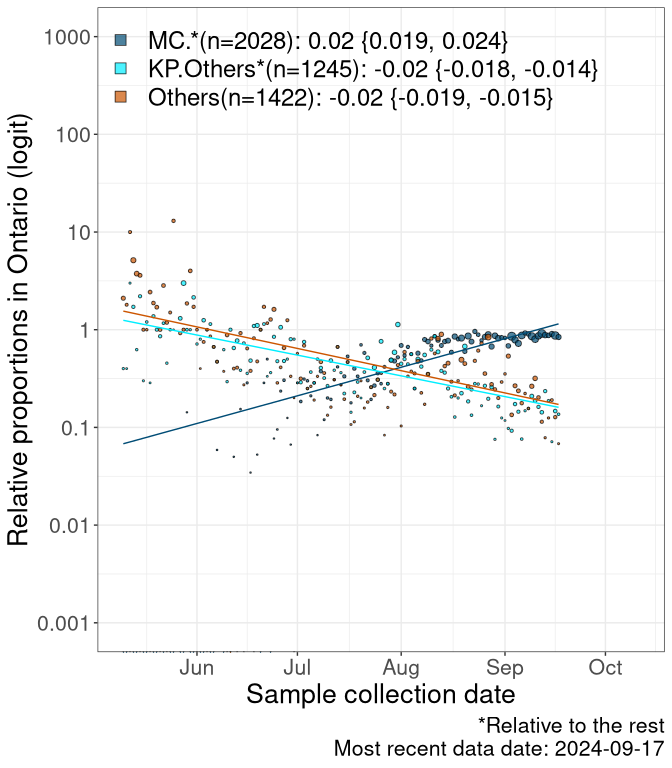 MC.*(n=2028): 0.02 {0.019, 0.024}
KP.Others*(n=1245): -0.02 {-0.018, -0.014}
Others(n=1422): -0.02 {-0.019, -0.015}
Relative proportions in Ontario (logit)
1000
100
10
1
0.1
0.01
0.001
Jun Jul Aug Sep Oct
Sample collection date
*Relative to the rest
Most recent data date: 2024-09-17